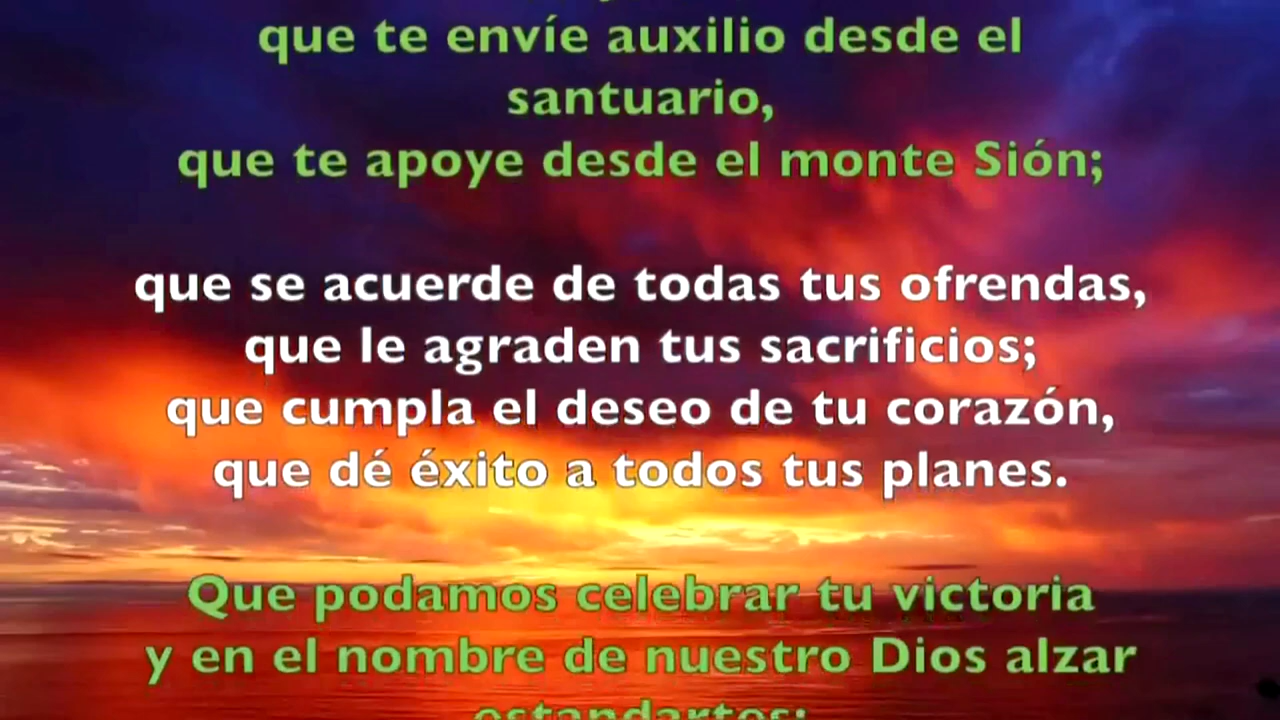 que te envíe auxilio desde el
santuario,
que te apoye desde el monte Sión;
que se acuerde de todas tus ofrendas,
que le agraden tus sacrificios;
que cumpla el deseo de tu corazón,
que dé éxito a todos tus planes.
Que podamos celebrar tu victoria
y en el nombre de nuestro Dios alzar
estandartes;